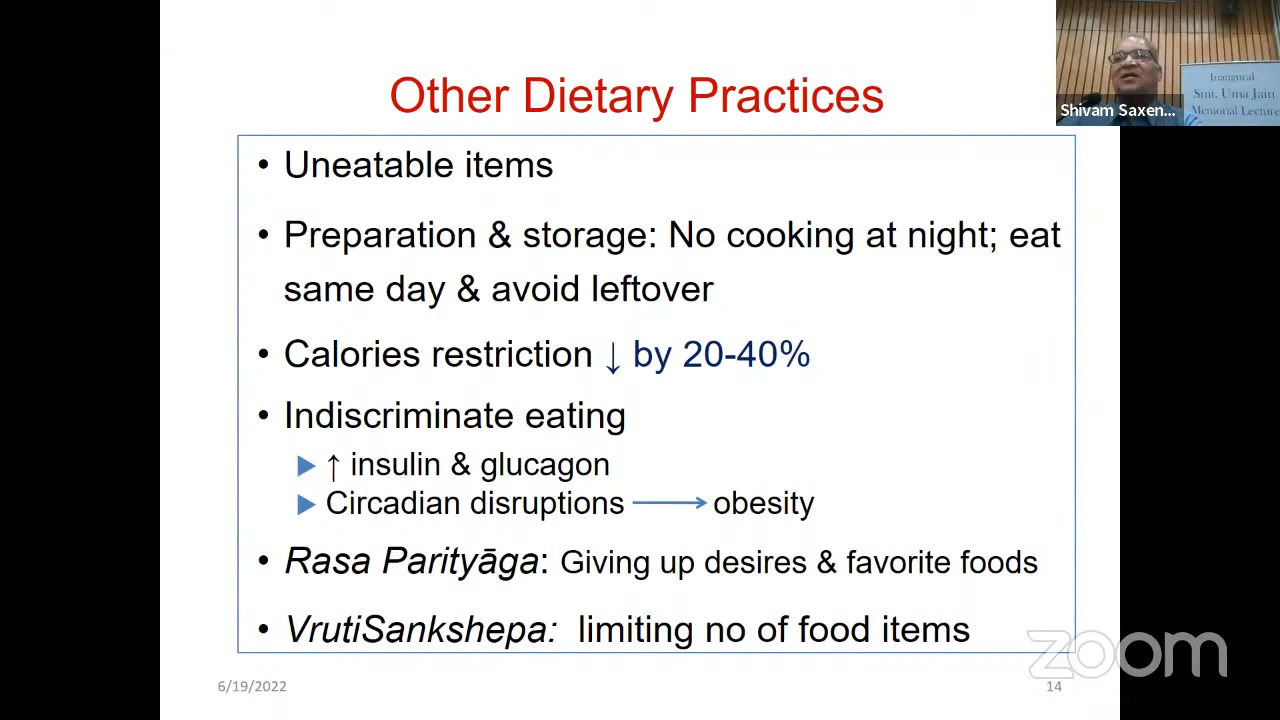 Other Dietary Practices
• Uneatable items
• Preparation & storage: No cooking at night; eat
same day & avoid leftover
• Calories restriction ↓ by 20-40%
• Indiscriminate eating
▶ ↑ insulin & glucagon
▶ Circadian disruptions ⟶ obesity
• Rasa Parityāga: Giving up desires & favorite foods
• VrutiSankshepa: limiting no of food items
6/19/2022
14
Inaugural
Smt. Uma Jain
Memorial Lecture
Shivam Saxen...
zoom